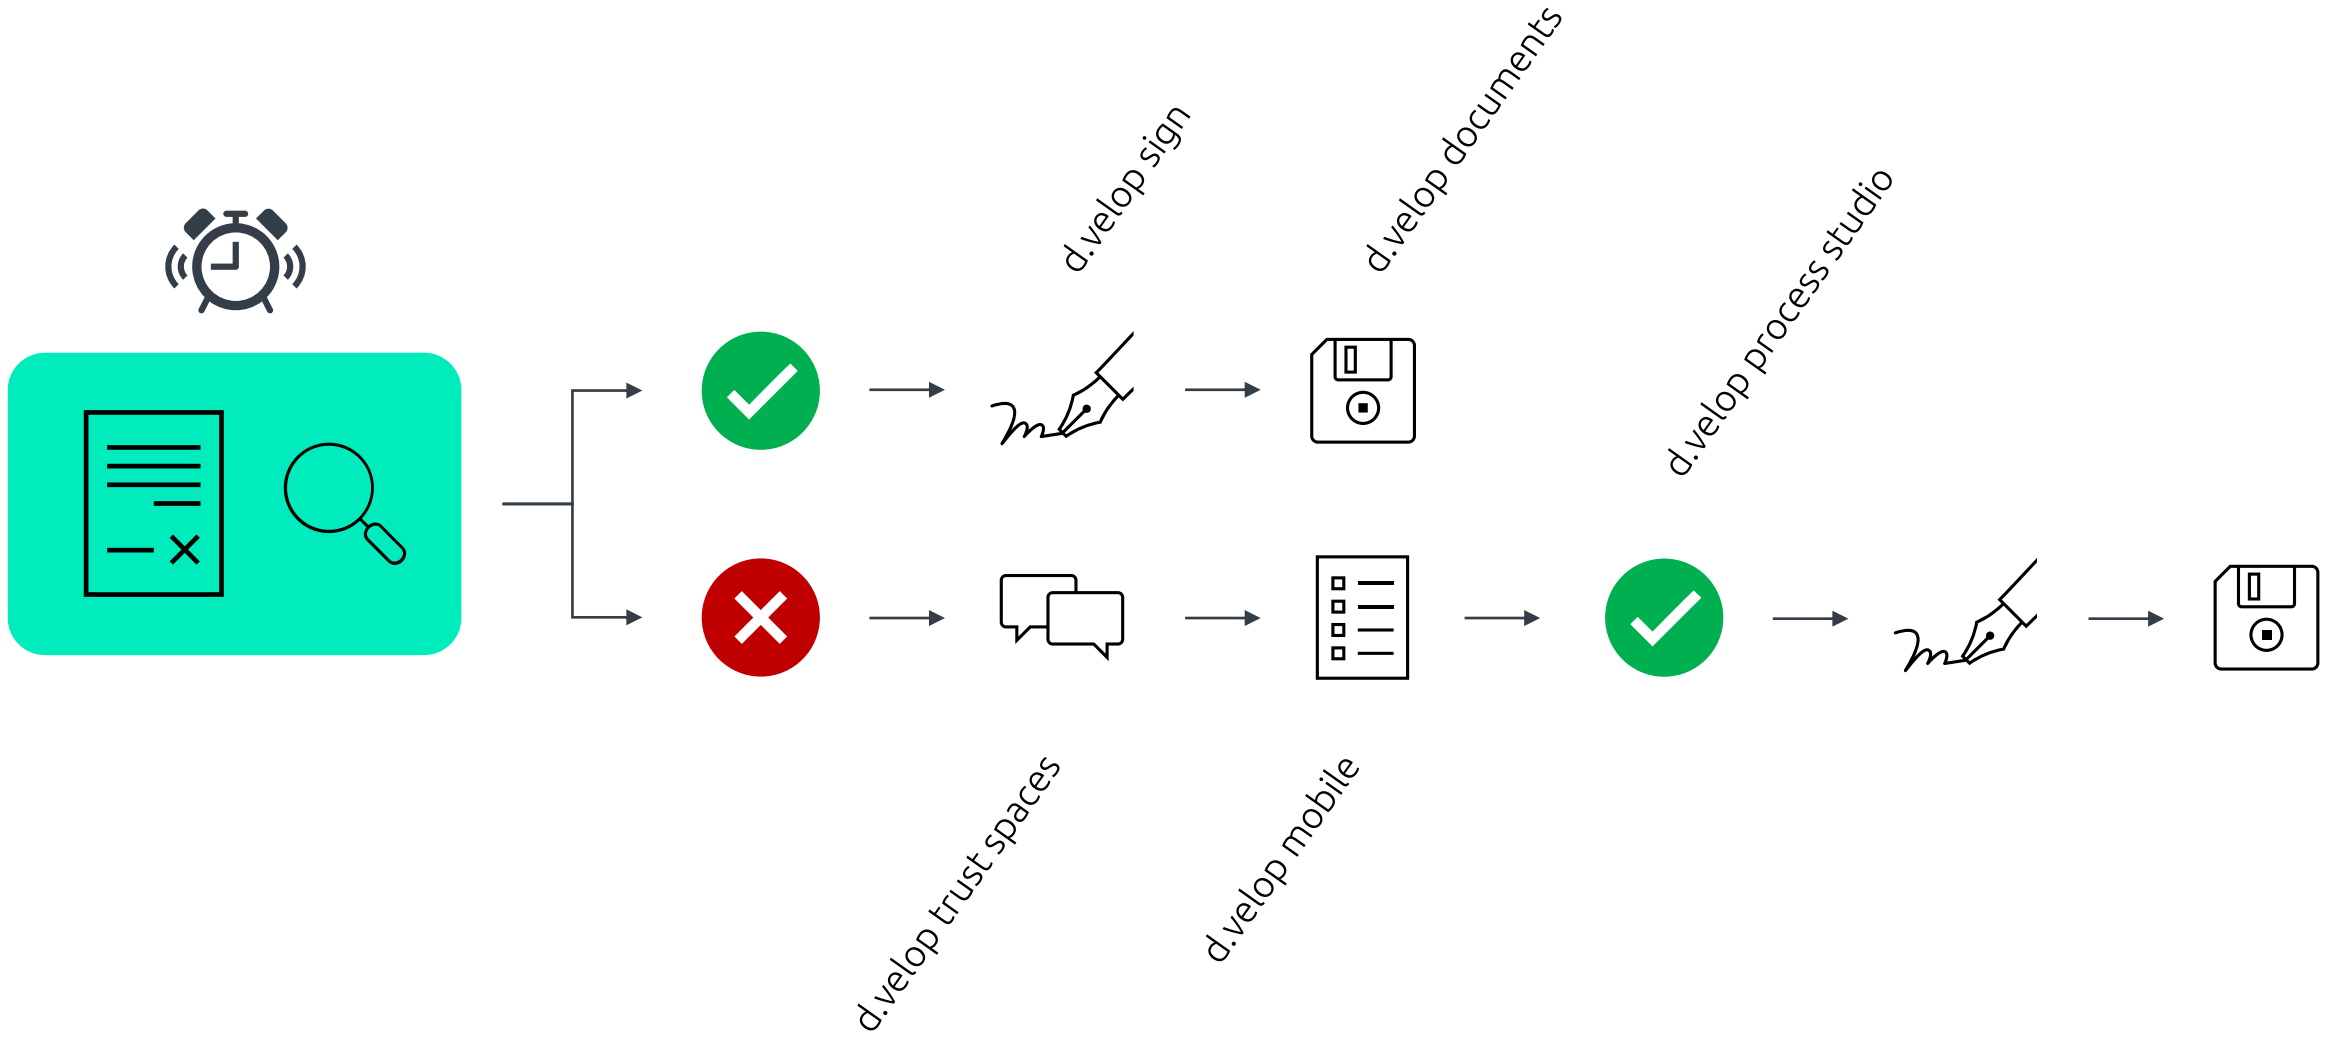 d.velop sign
d.velop documents
d.velop process studio
d.velop trust spaces
d.velop mobile